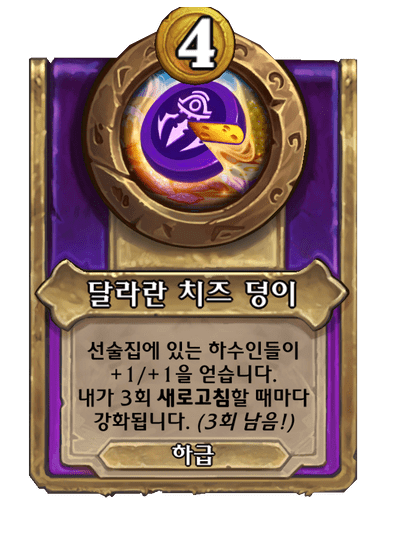 4
달라란 치즈 덩이
선술집에 있는 하수인들이
+1/+1을 얻습니다.
내가 3회 새로고침할 때마다
강화됩니다. (3회 남음!)
하급